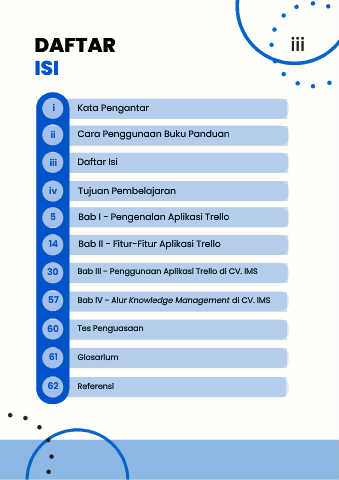 iii
DAFTAR
ISI
i Kata Pengantar
ii Cara Penggunaan Buku Panduan
iii Daftar Isi
iv Tujuan Pembelajaran
5 Bab I - Pengenalan Aplikasi Trello
14 Bab II - Fitur-Fitur Aplikasi Trello
30 Bab III - Penggunaan Aplikasi Trello di CV. IMS
57 Bab IV - Alur Knowledge Management di CV. IMS
60 Tes Penguasaan
61 Glosarium
62 Referensi